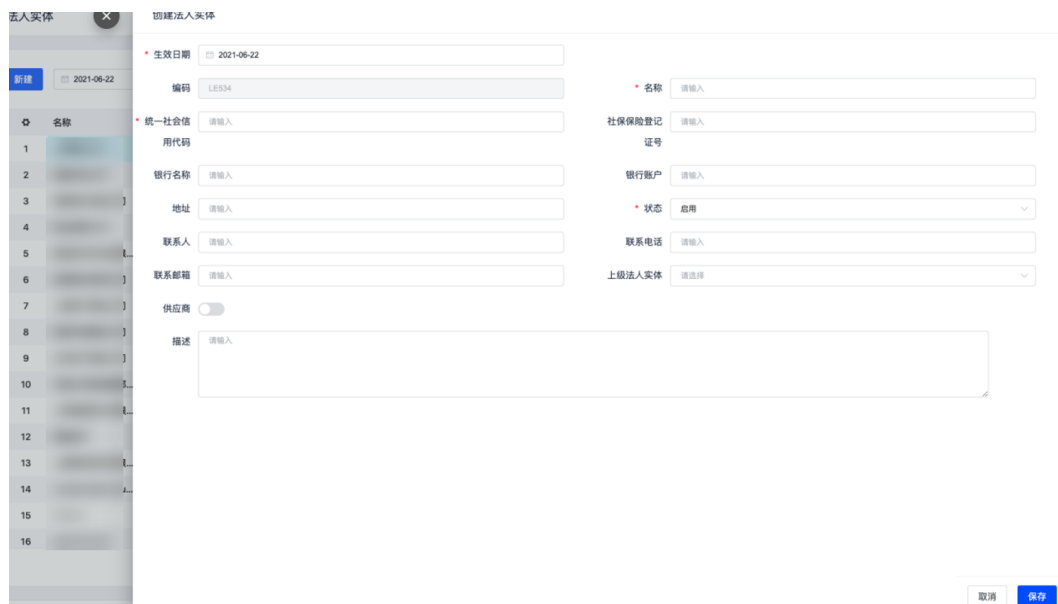 法人实体
创建法人实体
* 生效日期 2021-06-22
新建 2021-06-22
编码 LE534
* 名称 请输入
名称
* 统一社会信用代码 请输入
社保保险登记证号 请输入
银行名称 请输入
银行账户 请输入
地址 请输入
* 状态 启用
联系人 请输入
联系电话 请输入
联系邮箱 请输入
上级法人实体 请选择
供应商
描述 请输入
1
2
3
4
5
6
7
8
9
10
11
12
13
14
15
16
取消 保存